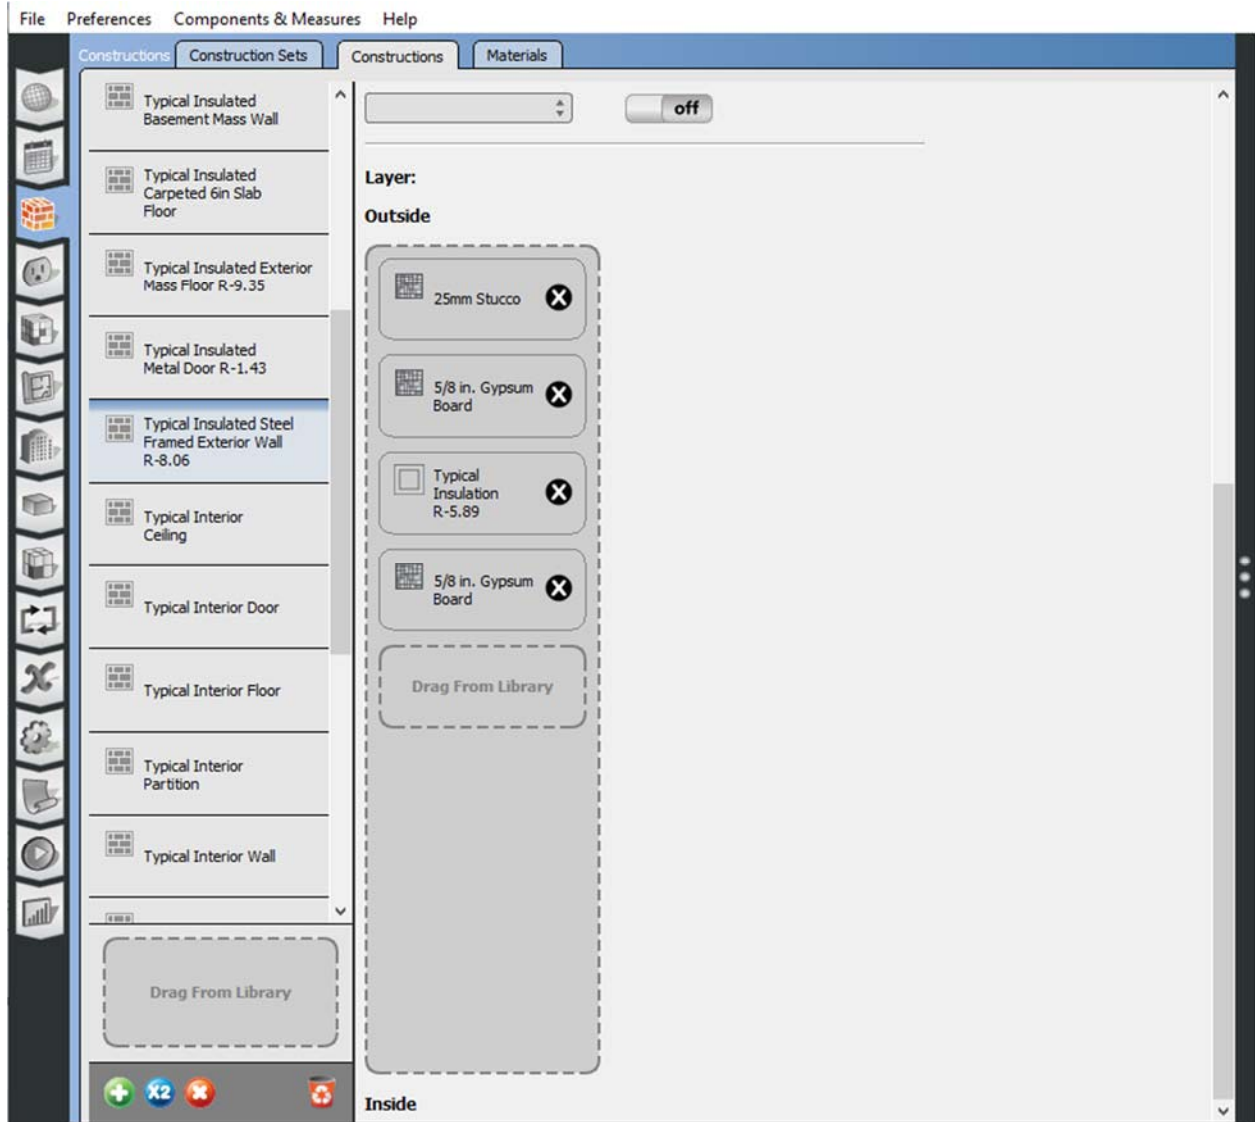 File Preferences Components & Measures Help
Constructions Construction Sets Constructions Materials
Typical Insulated
Basement Mass Wall
Typical Insulated
Carpeted 6in Slab
Floor
Typical Insulated Exterior
Mass Floor R-9.35
Typical Insulated
Metal Door R-1.43
Typical Insulated Steel
Framed Exterior Wall
R-8.06
Typical Interior
Ceiling
Typical Interior Door
Typical Interior Floor
Typical Interior
Partition
Typical Interior Wall
Drag From Library
X2
off
Layer:
Outside
25mm Stucco
5/8 in. Gypsum
Board
Typical
Insulation
R-5.89
5/8 in. Gypsum
Board
Drag From Library
Inside